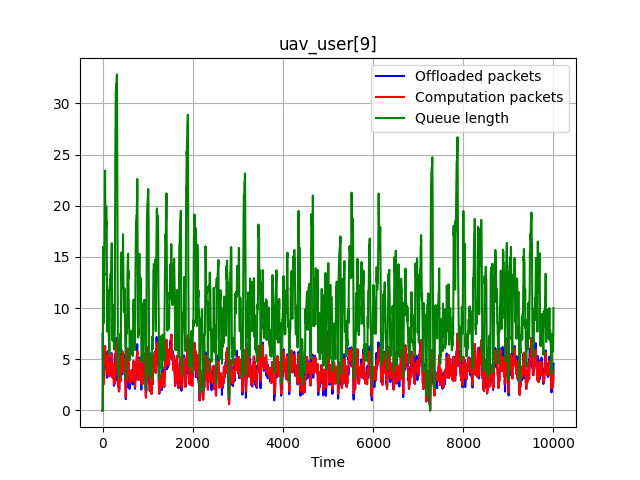 uav_user[9]
Offloaded packets
Computation packets
Queue length
30
25
20
15
10
5
0
0 2000 4000 6000 8000 10000
Time